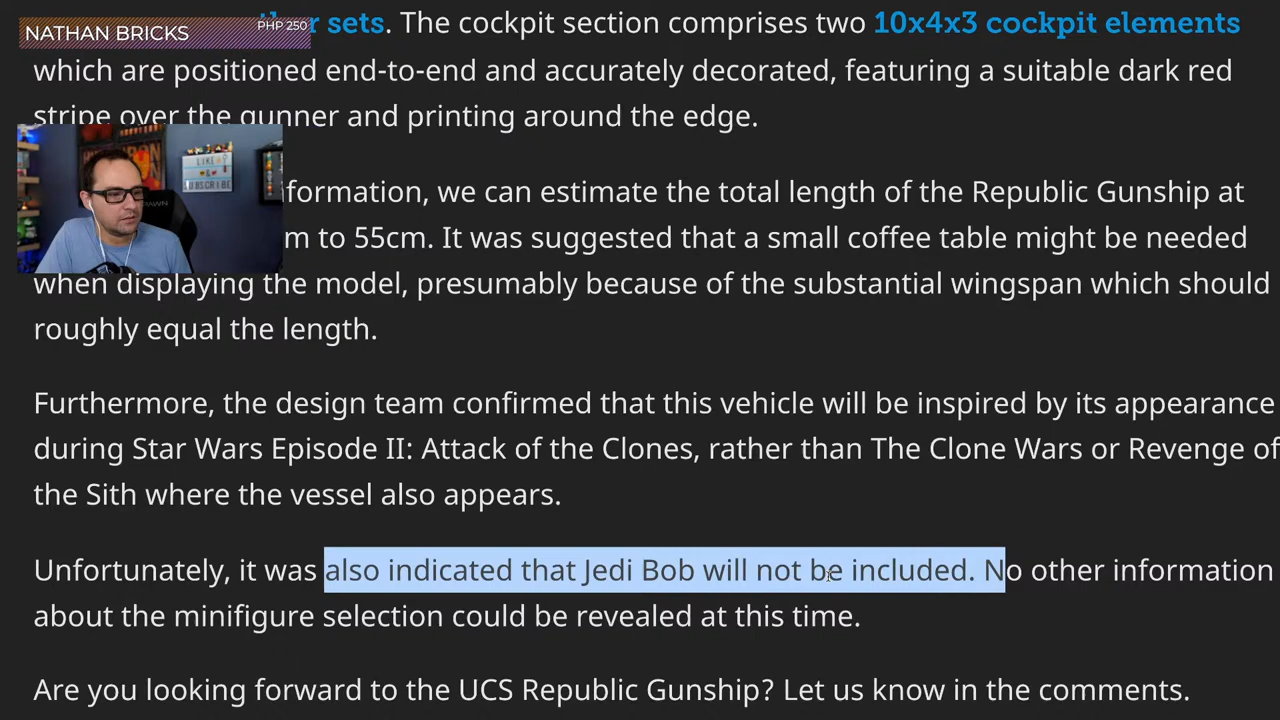 NATHAN BRICKS
PHP 250
sets. The cockpit section comprises two 10x4x3 cockpit elements
which are positioned end-to-end and accurately decorated, featuring a suitable dark red
stripe over the gunner and printing around the edge.
LIKE
&
SUBSCRIBE
we can estimate the total length of the Republic Gunship at
to 55cm. It was suggested that a small coffee table might be needed
when displaying the model, presumably because of the substantial wingspan which should
roughly equal the length.
Furthermore, the design team confirmed that this vehicle will be inspired by its appearance
during Star Wars Episode II: Attack of the Clones, rather than The Clone Wars or Revenge of
the Sith where the vessel also appears.
Unfortunately, it was also indicated that Jedi Bob will not be included. No other information
about the minifigure selection could be revealed at this time.
Are you looking forward to the UCS Republic Gunship? Let us know in the comments.